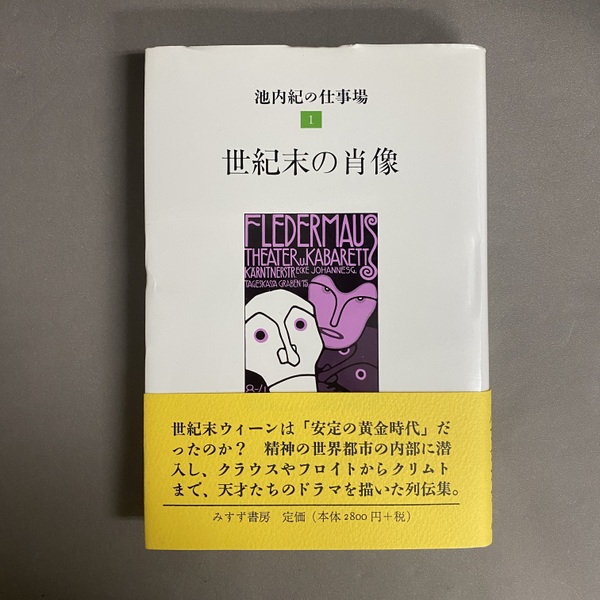 池内紀の仕事場
1
世紀末の肖像
FLEDERMAUS
THEATER u. KABARETT
KÄRNTNERSTR. ECKE JOHANNESG.
TAGESKASSA GRABEN 15
世紀末ウィーンは「安定の黄金時代」だ
ったのか？　精神の世界都市の内部に潜
入し、クラウスやフロイトからクリムト
まで、天才たちのドラマを描いた列伝集。
みすず書房　定価（本体2800円＋税）